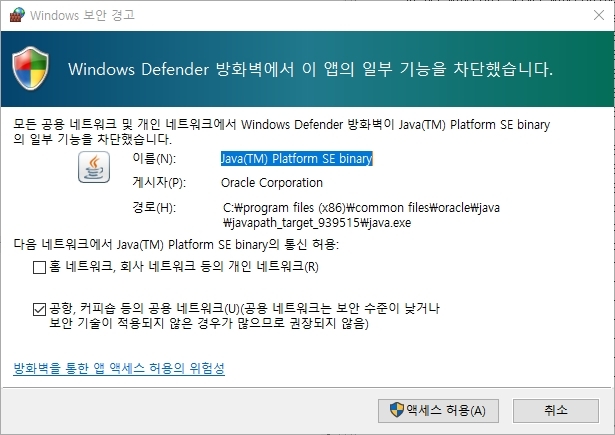 Windows 보안 경고
Windows Defender 방화벽에서 이 앱의 일부 기능을 차단했습니다.
모든 공용 네트워크 및 개인 네트워크에서 Windows Defender 방화벽이 Java(TM) Platform SE binary
의 일부 기능을 차단했습니다.
이름(N): Java(TM) Platform SE binary
게시자(P): Oracle Corporation
경로(H): C:₩program files (x86)₩common files₩oracle₩java
₩javapath_target_939515₩java.exe
다음 네트워크에서 Java(TM) Platform SE binary의 통신 허용:
홈 네트워크, 회사 네트워크 등의 개인 네트워크(R)
공항, 커피숍 등의 공용 네트워크(U)(공용 네트워크는 보안 수준이 낮거나
보안 기술이 적용되지 않은 경우가 많으므로 권장되지 않음)
방화벽을 통한 앱 액세스 허용의 위험성
액세스 허용(A) 취소